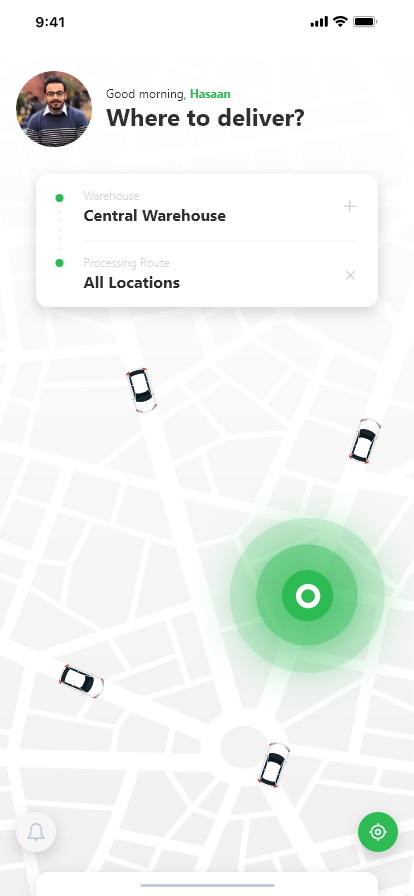 9:41
Good morning, Hasaan
Where to deliver?
Warehouse
Central Warehouse
Processing Route
All Locations